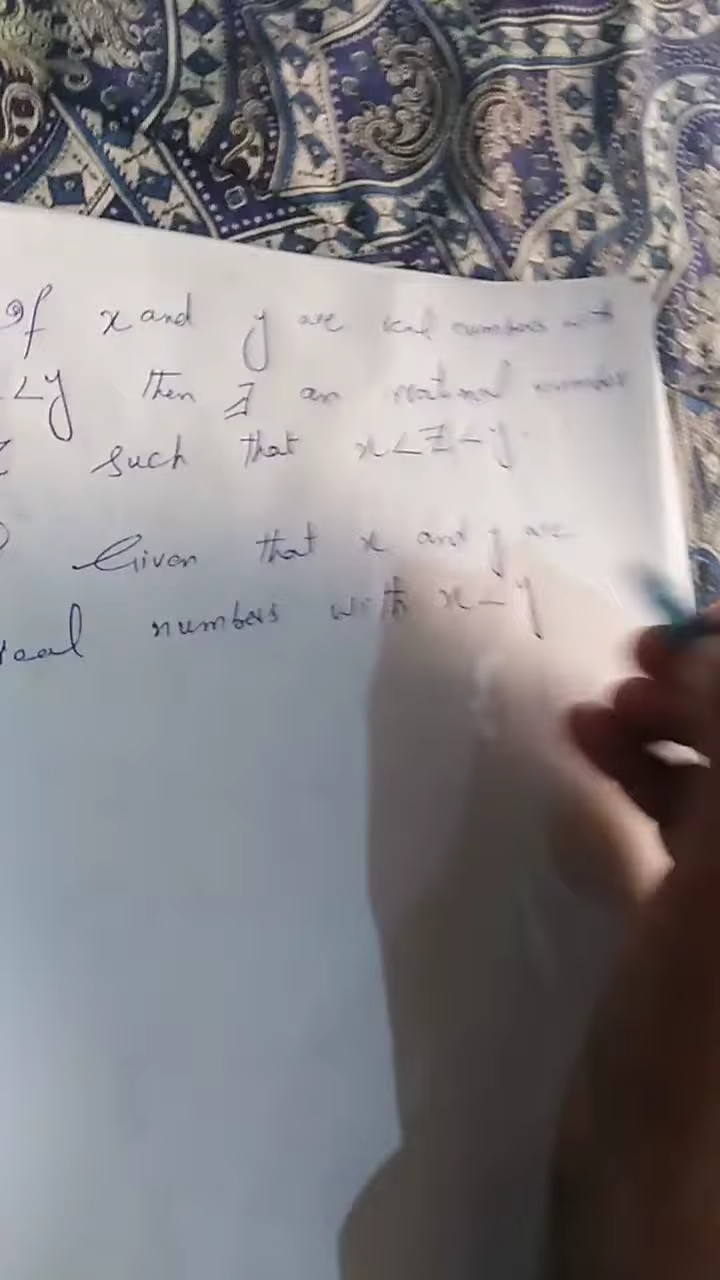 If x and y are real numbers with
<y then ∃ an rational number
z such that x<z<y.
Given that x and y are
real numbers with x-y